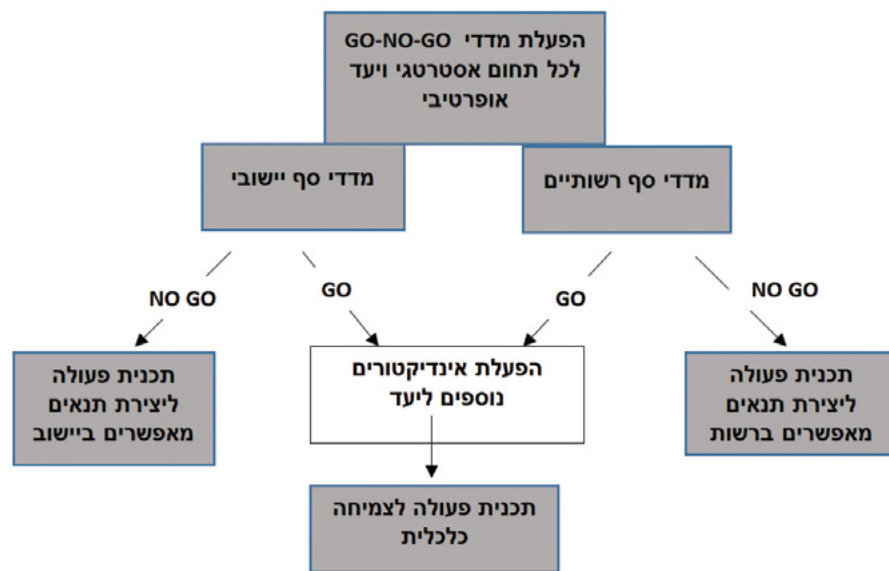 הפעלת מדדי GO-NO-GO
לכל תחום אסטרטגי ויעד
אופרטיבי
מדדי סף רשותיים
מדדי סף יישובי
NO GO
GO
GO
NO GO
תכנית פעולה
ליצירת תנאים
מאפשרים ברשות
הפעלת אינדיקטורים
נוספים ליעד
תכנית פעולה
ליצירת תנאים
מאפשרים ביישוב
תכנית פעולה לצמיחה
כלכלית